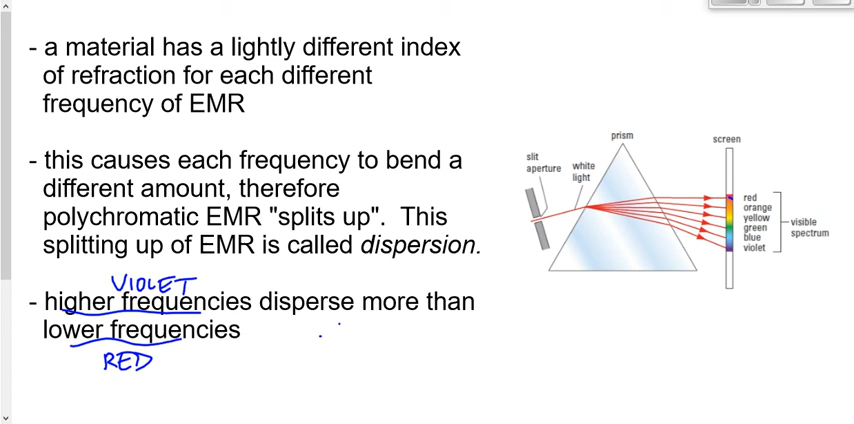 - a material has a lightly different index
of refraction for each different
frequency of EMR
- this causes each frequency to bend a
different amount, therefore
polychromatic EMR "splits up".  This
splitting up of EMR is called dispersion.
VIOLET
- higher frequencies disperse more than
lower frequencies
RED
prism
screen
slit
aperture
white
light
red
orange
yellow
green
blue
violet
visible
spectrum